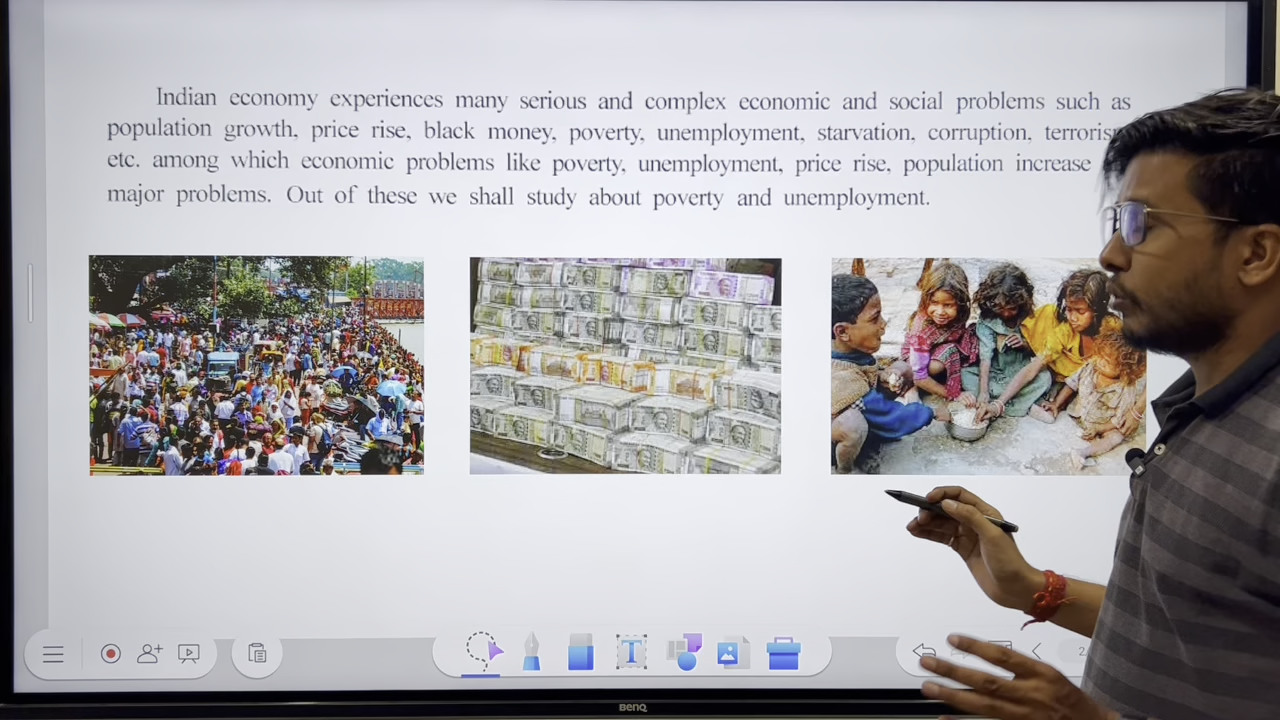 Indian economy experiences many serious and complex economic and social problems such as
population growth, price rise, black money, poverty, unemployment, starvation, corruption,
etc. among which economic problems like poverty, unemployment, price rise, population increase
major problems. Out of these we shall study about poverty and unemployment.
T
2
BenQ